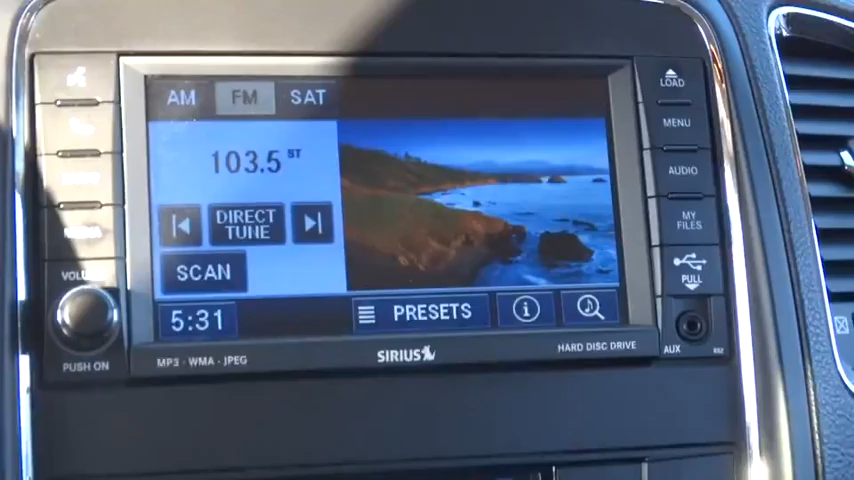 AM FM SAT
103.5 ST
DIRECT
TUNE
SCAN
5:31
PRESETS
i
VOLUME
PUSH ON
LOAD
MENU
AUDIO
MY
FILES
PULL
AUX
MP3 · WMA · JPEG
SIRIUS
HARD DISC DRIVE